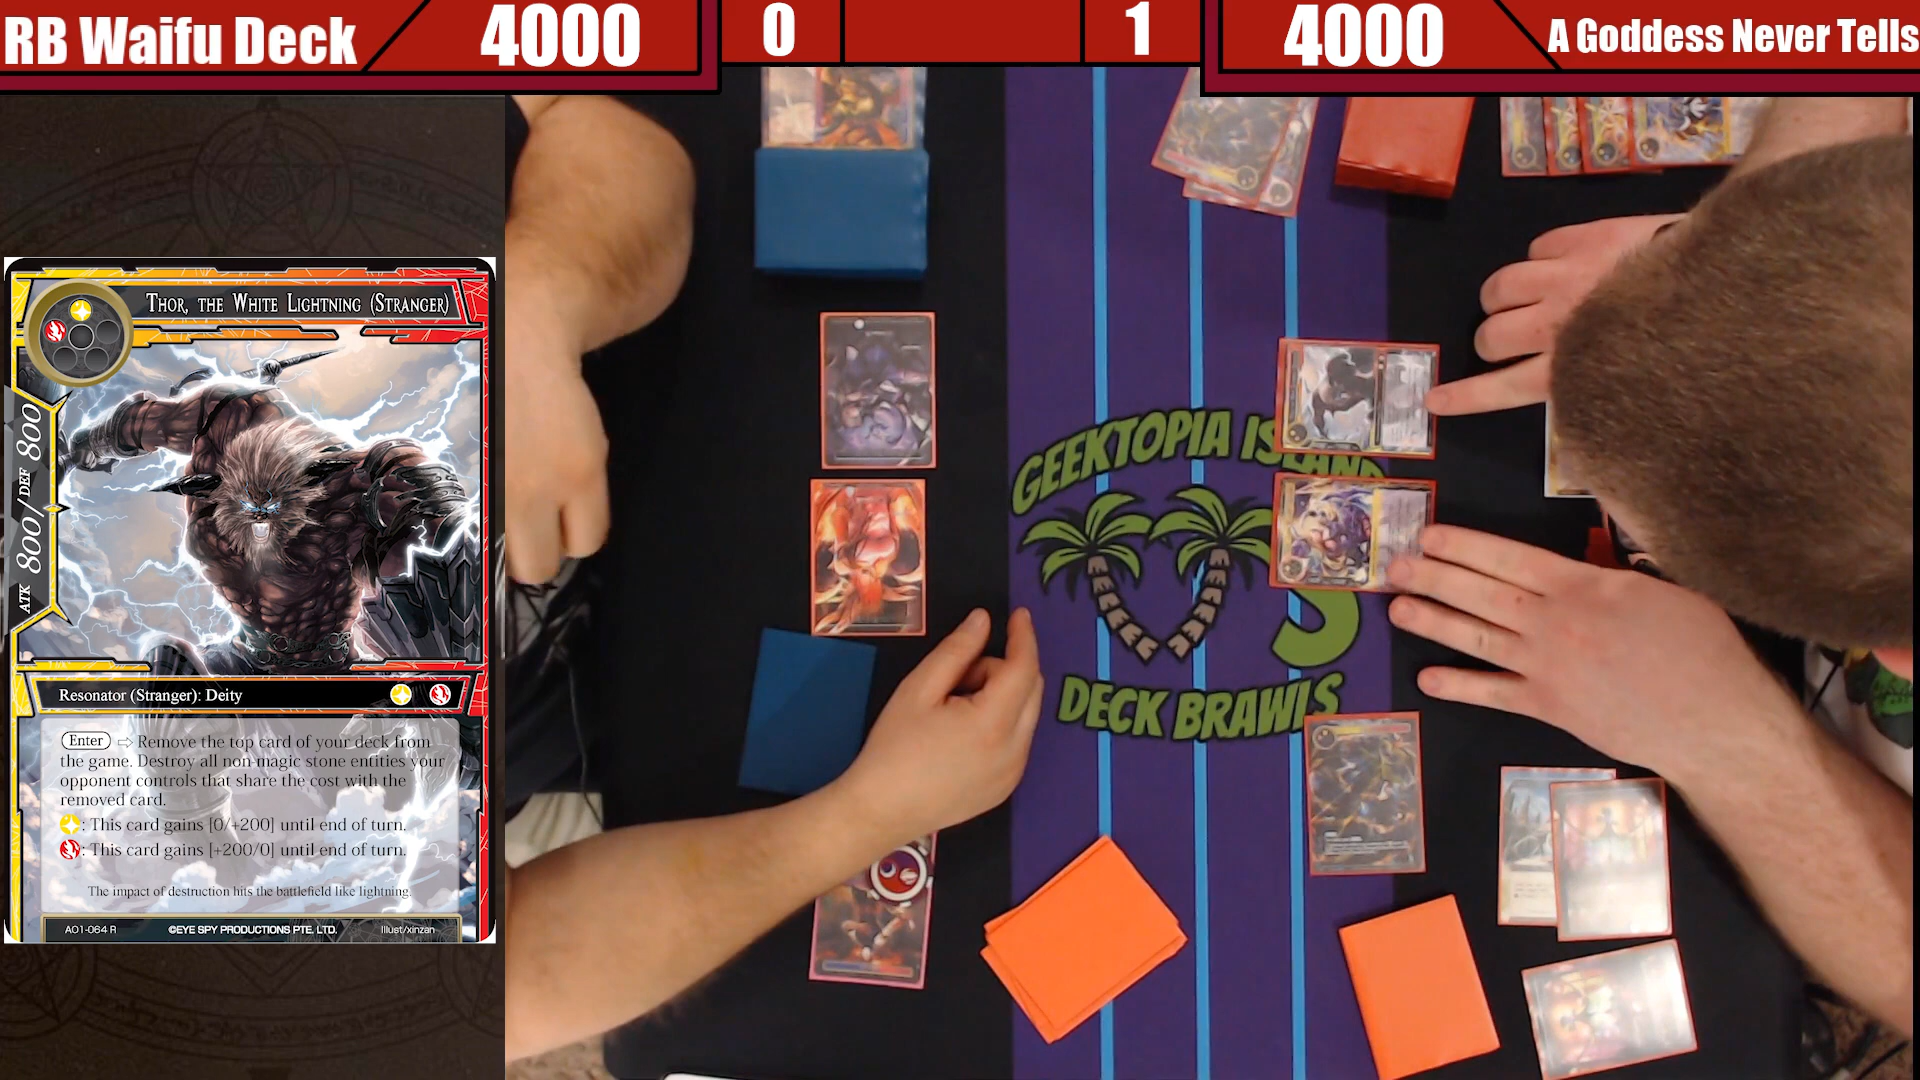 RB Waifu Deck
4000
0
1
4000
A Goddess Never Tells
Thor, the White Lightning (Stranger)
ATK 800/DEF 800
Resonator (Stranger): Deity
Enter ⇨ Remove the top card of your deck from
the game. Destroy all non-magic stone entities your
opponent controls that share the cost with the
removed card.
: This card gains [0/+200] until end of turn.
: This card gains [+200/0] until end of turn.
The impact of destruction hits the battlefield like lightning.
AO1-064 R
©EYE SPY PRODUCTIONS PTE, LTD.
Illust/xinzan
GEEKTOPIA ISLAND
DECK BRAWLS